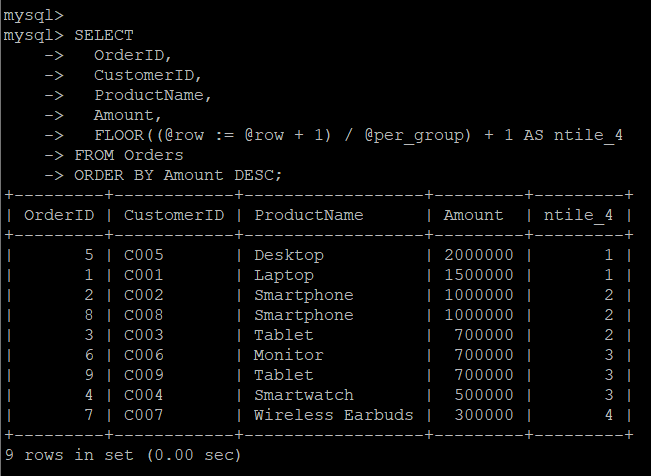 mysql>
mysql> SELECT
    ->   OrderID,
    ->   CustomerID,
    ->   ProductName,
    ->   Amount,
    ->   FLOOR((@row := @row + 1) / @per_group) + 1 AS ntile_4
    -> FROM Orders
    -> ORDER BY Amount DESC;
+---------+------------+------------------+---------+---------+
| OrderID | CustomerID | ProductName      | Amount  | ntile_4 |
+---------+------------+------------------+---------+---------+
|       5 | C005       | Desktop          | 2000000 |       1 |
|       1 | C001       | Laptop           | 1500000 |       1 |
|       2 | C002       | Smartphone       | 1000000 |       2 |
|       8 | C008       | Smartphone       | 1000000 |       2 |
|       3 | C003       | Tablet           |  700000 |       2 |
|       6 | C006       | Monitor          |  700000 |       3 |
|       9 | C009       | Tablet           |  700000 |       3 |
|       4 | C004       | Smartwatch       |  500000 |       3 |
|       7 | C007       | Wireless Earbuds |  300000 |       4 |
+---------+------------+------------------+---------+---------+
9 rows in set (0.00 sec)